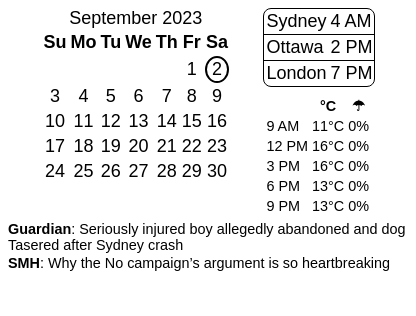 September 2023
Su Mo Tu We Th Fr Sa
1 2
3 4 5 6 7 8 9
10 11 12 13 14 15 16
17 18 19 20 21 22 23
24 25 26 27 28 29 30
Sydney 4 AM
Ottawa 2 PM
London 7 PM
°C ☂
9 AM 11°C 0%
12 PM 16°C 0%
3 PM 16°C 0%
6 PM 13°C 0%
9 PM 13°C 0%
Guardian: Seriously injured boy allegedly abandoned and dog
Tasered after Sydney crash
SMH: Why the No campaign’s argument is so heartbreaking